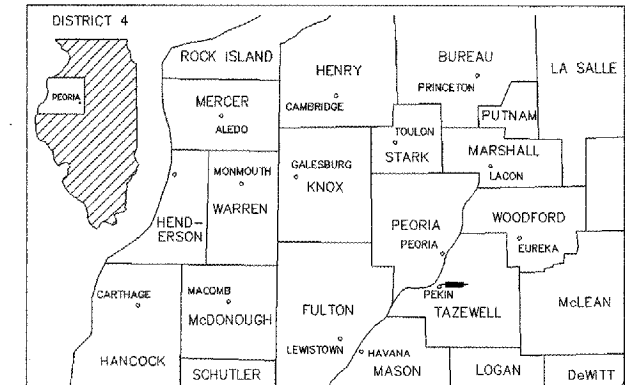 DISTRICT 4
PEORIA
ROCK ISLAND
HENRY
CAMBRIDGE
BUREAU
PRINCETON
LA SALLE
MERCER
ALEDO
PUTNAM
TOULON
STARK
MARSHALL
LACON
MONMOUTH
WARREN
GALESBURG
KNOX
HEND-
ERSON
PEORIA
PEORIA
WOODFORD
EUREKA
CARTHAGE
HANCOCK
MACOMB
McDONOUGH
FULTON
LEWISTOWN
PEKIN
TAZEWELL
McLEAN
HAVANA
MASON
SCHUTLER
LOGAN
DeWITT